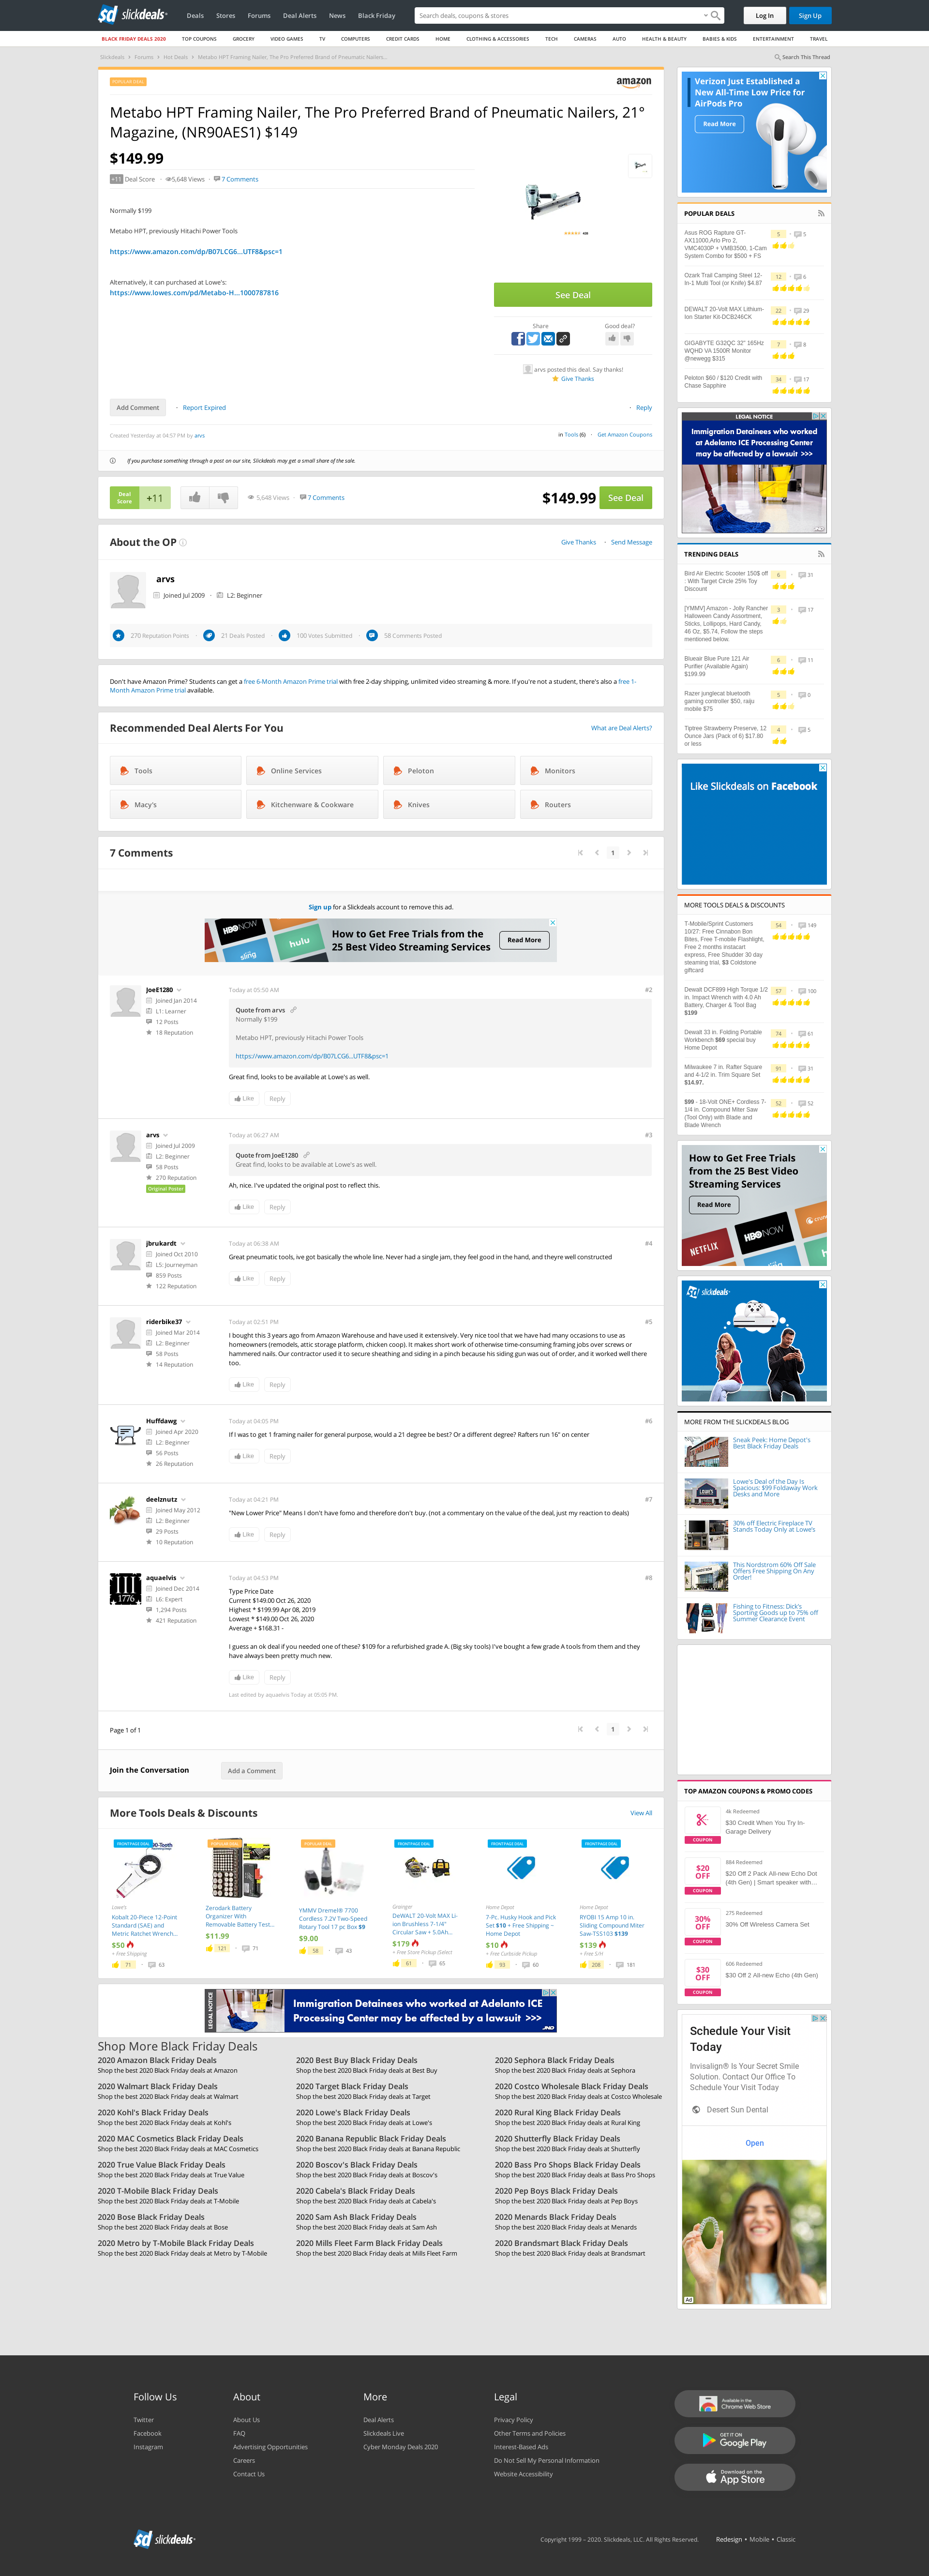 slickdeals
Deals Stores Forums Deal Alerts News Black Friday
Search deals, coupons & stores
Log In Sign Up
BLACK FRIDAY DEALS 2020 TOP COUPONS GROCERY VIDEO GAMES TV COMPUTERS CREDIT CARDS HOME CLOTHING & ACCESSORIES TECH CAMERAS AUTO HEALTH & BEAUTY BABIES & KIDS ENTERTAINMENT TRAVEL
Slickdeals Forums Hot Deals Metabo HPT Framing Nailer, The Pro Preferred Brand of Pneumatic Nailers...
Search This Thread
POPULAR DEAL
amazon
Metabo HPT Framing Nailer, The Pro Preferred Brand of Pneumatic Nailers, 21°
Magazine, (NR90AES1) $149
$149.99
+11 Deal Score 5,648 Views 7 Comments
Normally $199
Metabo HPT, previously Hitachi Power Tools
https://www.amazon.com/dp/B07LCG6...UTF8&psc=1
Alternatively, it can purchased at Lowe's:
https://www.lowes.com/pd/Metabo-H...1000787816
See Deal
Share Good deal?
arvs posted this deal. Say thanks!
Give Thanks
Add Comment Report Expired Reply
Created Yesterday at 04:57 PM by arvs
in Tools (6) Get Amazon Coupons
If you purchase something through a post on our site, Slickdeals may get a small share of the sale.
Deal Score +11
5,648 Views 7 Comments
$149.99 See Deal
About the OP
Give Thanks Send Message
arvs
Joined Jul 2009 L2: Beginner
270 Reputation Points 21 Deals Posted 100 Votes Submitted 58 Comments Posted
Don't have Amazon Prime? Students can get a free 6-Month Amazon Prime trial with free 2-day shipping, unlimited video streaming & more. If you're not a student, there's also a free 1-
Month Amazon Prime trial available.
Recommended Deal Alerts For You
What are Deal Alerts?
Tools Online Services Peloton Monitors
Macy's Kitchenware & Cookware Knives Routers
7 Comments
1
Sign up for a Slickdeals account to remove this ad.
HBO NOW sling hulu
How to Get Free Trials from the
25 Best Video Streaming Services
Read More
JoeE1280
Joined Jan 2014
L1: Learner
12 Posts
18 Reputation
Today at 05:50 AM #2
Quote from arvs
Normally $199
Metabo HPT, previously Hitachi Power Tools
https://www.amazon.com/dp/B07LCG6...UTF8&psc=1
Great find, looks to be available at Lowe's as well.
Like Reply
arvs
Joined Jul 2009
L2: Beginner
58 Posts
270 Reputation
Original Poster
Today at 06:27 AM #3
Quote from JoeE1280
Great find, looks to be available at Lowe's as well.
Ah, nice. I've updated the original post to reflect this.
Like Reply
jbrukardt
Joined Oct 2010
L5: Journeyman
859 Posts
122 Reputation
Today at 06:38 AM #4
Great pneumatic tools, ive got basically the whole line. Never had a single jam, they feel good in the hand, and theyre well constructed
Like Reply
riderbike37
Joined Mar 2014
L2: Beginner
58 Posts
14 Reputation
Today at 02:51 PM #5
I bought this 3 years ago from Amazon Warehouse and have used it extensively. Very nice tool that we have had many occasions to use as
homeowners (remodels, attic storage platform, chicken coop). It makes short work of otherwise time-consuming framing jobs over screws or
hammered nails. Our contractor used it to secure sheathing and siding in a pinch because his siding gun was out of order, and it worked well there
too.
Like Reply
Huffdawg
Joined Apr 2020
L2: Beginner
56 Posts
26 Reputation
Today at 04:05 PM #6
If I was to get 1 framing nailer for general purpose, would a 21 degree be best? Or a different degree? Rafters run 16" on center
Like Reply
deelznutz
Joined May 2012
L2: Beginner
29 Posts
10 Reputation
Today at 04:21 PM #7
"New Lower Price" Means I don't have fomo and therefore don't buy. (not a commentary on the value of the deal, just my reaction to deals)
Like Reply
III
1776
aquaelvis
Joined Dec 2014
L6: Expert
1,294 Posts
421 Reputation
Today at 04:53 PM #8
Type Price Date
Current $149.00 Oct 26, 2020
Highest * $199.99 Apr 08, 2019
Lowest * $149.00 Oct 26, 2020
Average + $168.31 -
I guess an ok deal if you needed one of these? $109 for a refurbished grade A. (Big sky tools) I've bought a few grade A tools from them and they
have always been pretty much new.
Like Reply
Last edited by aquaelvis Today at 05:05 PM.
Page 1 of 1
1
Join the Conversation Add a Comment
More Tools Deals & Discounts
View All
FRONTPAGE DEAL
Lowe's
Kobalt 20-Piece 12-Point
Standard (SAE) and
Metric Ratchet Wrench...
$50
+ Free Shipping
71 63
POPULAR DEAL
Zerodark Battery
Organizer With
Removable Battery Test...
$11.99
121 71
POPULAR DEAL
YMMV Dremel® 7700
Cordless 7.2V Two-Speed
Rotary Tool 17 pc Box $9
$9.00
58 43
FRONTPAGE DEAL
Grainger
DeWALT 20-Volt MAX Li-
ion Brushless 7-1/4"
Circular Saw + 5.0Ah...
$179
+ Free Store Pickup (Select
61 65
FRONTPAGE DEAL
Home Depot
7-Pc. Husky Hook and Pick
Set $10 + Free Shipping ~
Home Depot
$10
+ Free Curbside Pickup
93 60
FRONTPAGE DEAL
Home Depot
RYOBI 15 Amp 10 in.
Sliding Compound Miter
Saw-TSS103 $139
$139
+ Free S/H
208 181
LEGAL NOTICE
Immigration Detainees who worked at Adelanto ICE
Processing Center may be affected by a lawsuit >>>
JND
Shop More Black Friday Deals
2020 Amazon Black Friday Deals
Shop the best 2020 Black Friday deals at Amazon
2020 Best Buy Black Friday Deals
Shop the best 2020 Black Friday deals at Best Buy
2020 Sephora Black Friday Deals
Shop the best 2020 Black Friday deals at Sephora
2020 Walmart Black Friday Deals
Shop the best 2020 Black Friday deals at Walmart
2020 Target Black Friday Deals
Shop the best 2020 Black Friday deals at Target
2020 Costco Wholesale Black Friday Deals
Shop the best 2020 Black Friday deals at Costco Wholesale
2020 Kohl's Black Friday Deals
Shop the best 2020 Black Friday deals at Kohl's
2020 Lowe's Black Friday Deals
Shop the best 2020 Black Friday deals at Lowe's
2020 Rural King Black Friday Deals
Shop the best 2020 Black Friday deals at Rural King
2020 MAC Cosmetics Black Friday Deals
Shop the best 2020 Black Friday deals at MAC Cosmetics
2020 Banana Republic Black Friday Deals
Shop the best 2020 Black Friday deals at Banana Republic
2020 Shutterfly Black Friday Deals
Shop the best 2020 Black Friday deals at Shutterfly
2020 True Value Black Friday Deals
Shop the best 2020 Black Friday deals at True Value
2020 Boscov's Black Friday Deals
Shop the best 2020 Black Friday deals at Boscov's
2020 Bass Pro Shops Black Friday Deals
Shop the best 2020 Black Friday deals at Bass Pro Shops
2020 T-Mobile Black Friday Deals
Shop the best 2020 Black Friday deals at T-Mobile
2020 Cabela's Black Friday Deals
Shop the best 2020 Black Friday deals at Cabela's
2020 Pep Boys Black Friday Deals
Shop the best 2020 Black Friday deals at Pep Boys
2020 Bose Black Friday Deals
Shop the best 2020 Black Friday deals at Bose
2020 Sam Ash Black Friday Deals
Shop the best 2020 Black Friday deals at Sam Ash
2020 Menards Black Friday Deals
Shop the best 2020 Black Friday deals at Menards
2020 Metro by T-Mobile Black Friday Deals
Shop the best 2020 Black Friday deals at Metro by T-Mobile
2020 Mills Fleet Farm Black Friday Deals
Shop the best 2020 Black Friday deals at Mills Fleet Farm
2020 Brandsmart Black Friday Deals
Shop the best 2020 Black Friday deals at Brandsmart
Verizon Just Established a
New All-Time Low Price for
AirPods Pro
Read More
POPULAR DEALS
Asus ROG Rapture GT-
AX11000,Arlo Pro 2,
VMC4030P + VMB3500, 1-Cam
System Combo for $500 + FS
5 5
Ozark Trail Camping Steel 12-
In-1 Multi Tool (or Knife) $4.87
12 6
DEWALT 20-Volt MAX Lithium-
Ion Starter Kit-DCB246CK
22 29
GIGABYTE G32QC 32" 165Hz
WQHD VA 1500R Monitor
@newegg $315
7 8
Peloton $60 / $120 Credit with
Chase Sapphire
34 17
LEGAL NOTICE
Immigration Detainees who worked
at Adelanto ICE Processing Center
may be affected by a lawsuit >>>
JND
TRENDING DEALS
Bird Air Electric Scooter 150$ off
. With Target Circle 25% Toy
Discount
6 31
[YMMV] Amazon - Jolly Rancher
Halloween Candy Assortment,
Sticks, Lollipops, Hard Candy,
46 Oz, $5.74, Follow the steps
mentioned below.
3 17
Blueair Blue Pure 121 Air
Purifier (Available Again)
$199.99
6 11
Razer junglecat bluetooth
gaming controller $50, raiju
mobile $75
5 0
Tiptree Strawberry Preserve, 12
Ounce Jars (Pack of 6) $17.80
or less
4 5
Like Slickdeals on Facebook
MORE TOOLS DEALS & DISCOUNTS
T-Mobile/Sprint Customers
10/27: Free Cinnabon Bon
Bites, Free T-mobile Flashlight,
Free 2 months instacart
express, Free Shudder 30 day
steaming trial, $3 Coldstone
giftcard
54 149
Dewalt DCF899 High Torque 1/2
in. Impact Wrench with 4.0 Ah
Battery, Charger & Tool Bag
$199
57 100
Dewalt 33 in. Folding Portable
Workbench $69 special buy
Home Depot
74 61
Milwaukee 7 in. Rafter Square
and 4-1/2 in. Trim Square Set
$14.97.
91 31
$99 - 18-Volt ONE+ Cordless 7-
1/4 in. Compound Miter Saw
(Tool Only) with Blade and
Blade Wrench
52 52
How to Get Free Trials
from the 25 Best Video
Streaming Services
Read More
NETFLIX HBO NOW
slickdeals
MORE FROM THE SLICKDEALS BLOG
Sneak Peek: Home Depot's
Best Black Friday Deals
Lowe's Deal of the Day Is
Spacious: $99 Foldaway Work
Desks and More
30% off Electric Fireplace TV
Stands Today Only at Lowe's
This Nordstrom 60% Off Sale
Offers Free Shipping On Any
Order!
Fishing to Fitness: Dick's
Sporting Goods up to 75% off
Summer Clearance Event
TOP AMAZON COUPONS & PROMO CODES
4k Redeemed
$30 Credit When You Try In-
Garage Delivery
COUPON
$20
OFF
COUPON
884 Redeemed
$20 Off 2 Pack All-new Echo Dot
(4th Gen) | Smart speaker with...
30%
OFF
COUPON
275 Redeemed
30% Off Wireless Camera Set
$30
OFF
COUPON
606 Redeemed
$30 Off 2 All-new Echo (4th Gen)
Schedule Your Visit
Today
Invisalign® Is Your Secret Smile
Solution. Contact Our Office To
Schedule Your Visit Today
Desert Sun Dental
Open
Ad
Follow Us About More Legal
Twitter
Facebook
Instagram
About Us
FAQ
Advertising Opportunities
Careers
Contact Us
Deal Alerts
Slickdeals Live
Cyber Monday Deals 2020
Privacy Policy
Other Terms and Policies
Interest-Based Ads
Do Not Sell My Personal Information
Website Accessibility
Available in the
Chrome Web Store
GET IT ON
Google Play
Download on the
App Store
slickdeals
Copyright 1999 – 2020. Slickdeals, LLC. All Rights Reserved. Redesign • Mobile • Classic